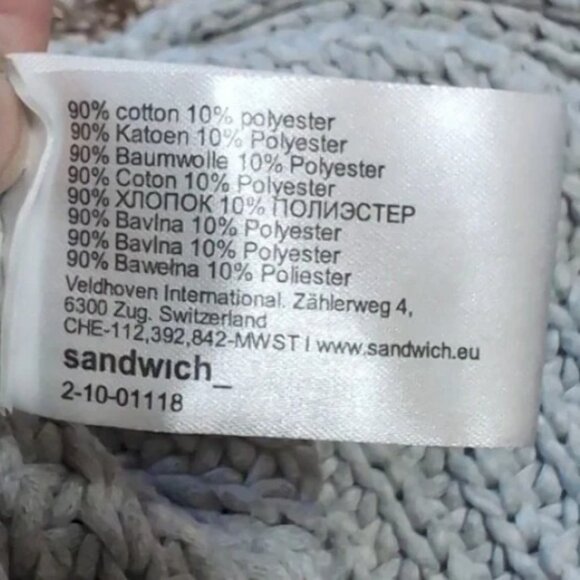 90% cotton 10% polyester
90% Katoen 10% Polyester
90% Baumwolle 10% Polyester
90% Coton 10% Polyester
90% ХЛОПОК 10% ПОЛИЭСТЕР
90% Bavlna 10% Polyester
90% Bavlna 10% Polyester
90% Bawełna 10% Poliester
Veldhoven International. Zählerweg 4,
6300 Zug. Switzerland
CHE-112,392,842-MWST I www.sandwich.eu
sandwich_
2-10-01118